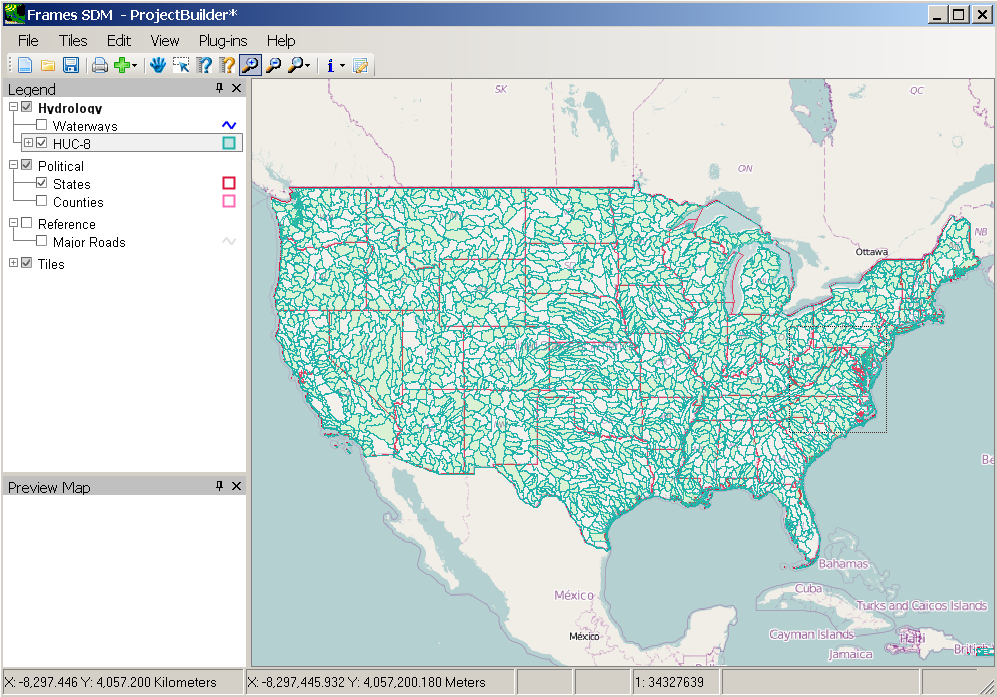 Frames SDM - ProjectBuilder*
File Tiles Edit View Plug-ins Help
Legend
Hydrology
Waterways
HUC-8
Political
States
Counties
Reference
Major Roads
Tiles
Preview Map
SK
QC
ON
NB
Ottawa
México
México
Bahamas
Cuba
Turks and Caicos Islands
Cayman Islands
Haïti
Jamaica
X: -8,297.446 Y: 4,057.200 Kilometers
X: -8,297,445.932 Y: 4,057,200.180 Meters
1: 34327639